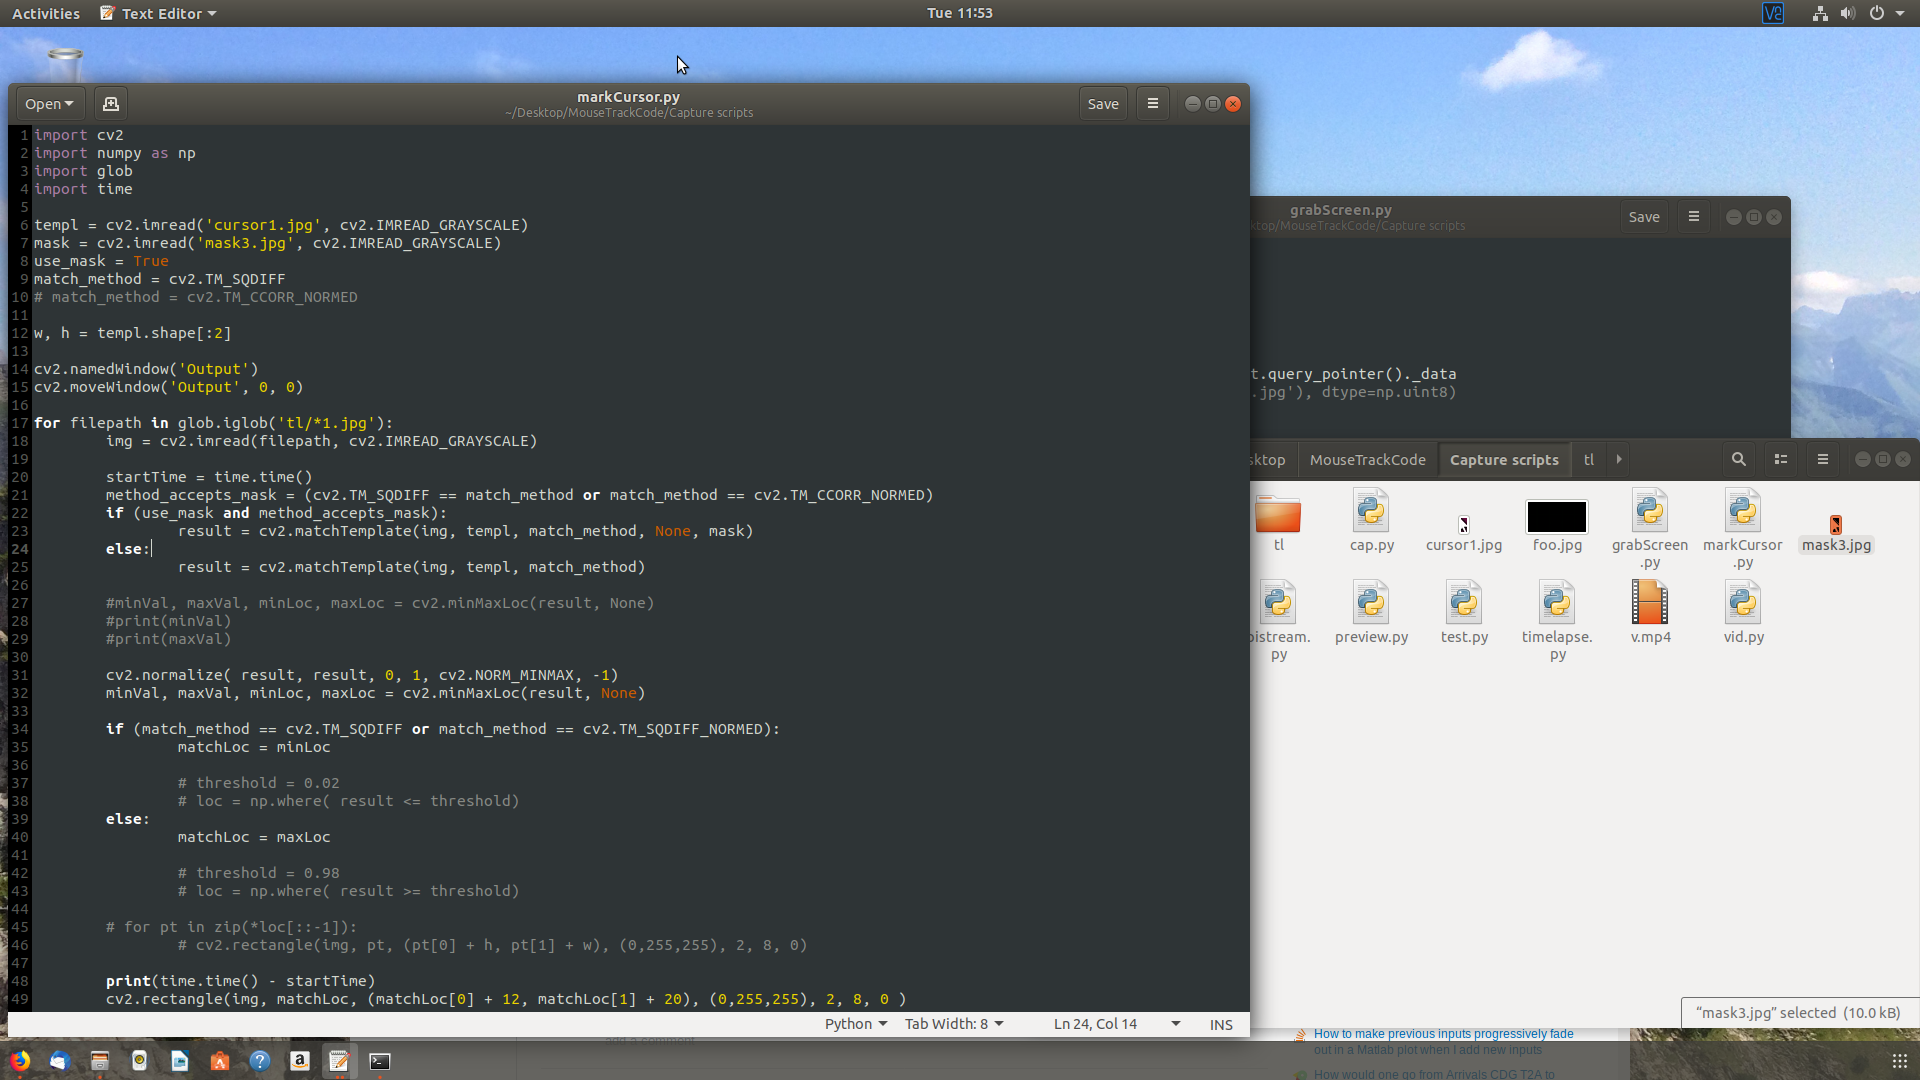 Activities
Text Editor
Tue 11:53
Open
markCursor.py
~/Desktop/MouseTrackCode/Capture scripts
Save
1 import cv2
2 import numpy as np
3 import glob
4 import time
5
6 templ = cv2.imread('cursor1.jpg', cv2.IMREAD_GRAYSCALE)
7 mask = cv2.imread('mask3.jpg', cv2.IMREAD_GRAYSCALE)
8 use_mask = True
9 match_method = cv2.TM_SQDIFF
10 # match_method = cv2.TM_CCORR_NORMED
11
12 w, h = templ.shape[:2]
13
14 cv2.namedWindow('Output')
15 cv2.moveWindow('Output', 0, 0)
16
17 for filepath in glob.iglob('tl/*1.jpg'):
18 img = cv2.imread(filepath, cv2.IMREAD_GRAYSCALE)
19
20 startTime = time.time()
21 method_accepts_mask = (cv2.TM_SQDIFF == match_method or match_method == cv2.TM_CCORR_NORMED)
22 if (use_mask and method_accepts_mask):
23 result = cv2.matchTemplate(img, templ, match_method, None, mask)
24 else:
25 result = cv2.matchTemplate(img, templ, match_method)
26
27 #minVal, maxVal, minLoc, maxLoc = cv2.minMaxLoc(result, None)
28 #print(minVal)
29 #print(maxVal)
30
31 cv2.normalize( result, result, 0, 1, cv2.NORM_MINMAX, -1)
32 minVal, maxVal, minLoc, maxLoc = cv2.minMaxLoc(result, None)
33
34 if (match_method == cv2.TM_SQDIFF or match_method == cv2.TM_SQDIFF_NORMED):
35 matchLoc = minLoc
36
37 # threshold = 0.02
38 # loc = np.where( result <= threshold)
39 else:
40 matchLoc = maxLoc
41
42 # threshold = 0.98
43 # loc = np.where( result >= threshold)
44
45 # for pt in zip(*loc[::-1]):
46 # cv2.rectangle(img, pt, (pt[0] + h, pt[1] + w), (0,255,255), 2, 8, 0)
47
48 print(time.time() - startTime)
49 cv2.rectangle(img, matchLoc, (matchLoc[0] + 12, matchLoc[1] + 20), (0,255,255), 2, 8, 0 )
Python
Tab Width: 8
Ln 24, Col 14
INS
grabScreen.py
ktop/MouseTrackCode/Capture scripts
Save
t.query_pointer()._data
.jpg'), dtype=np.uint8)
sktop
MouseTrackCode
Capture scripts
tl
tl
cap.py
cursor1.jpg
foo.jpg
grabScreen
.py
markCursor
.py
mask3.jpg
pistream.
py
preview.py
test.py
timelapse.
py
v.mp4
vid.py
"mask3.jpg" selected (10.0 kB)
add a comment
How to make previous inputs progressively fade
out in a Matlab plot when I add new inputs
How would one go from Arrivals CDG T2A to